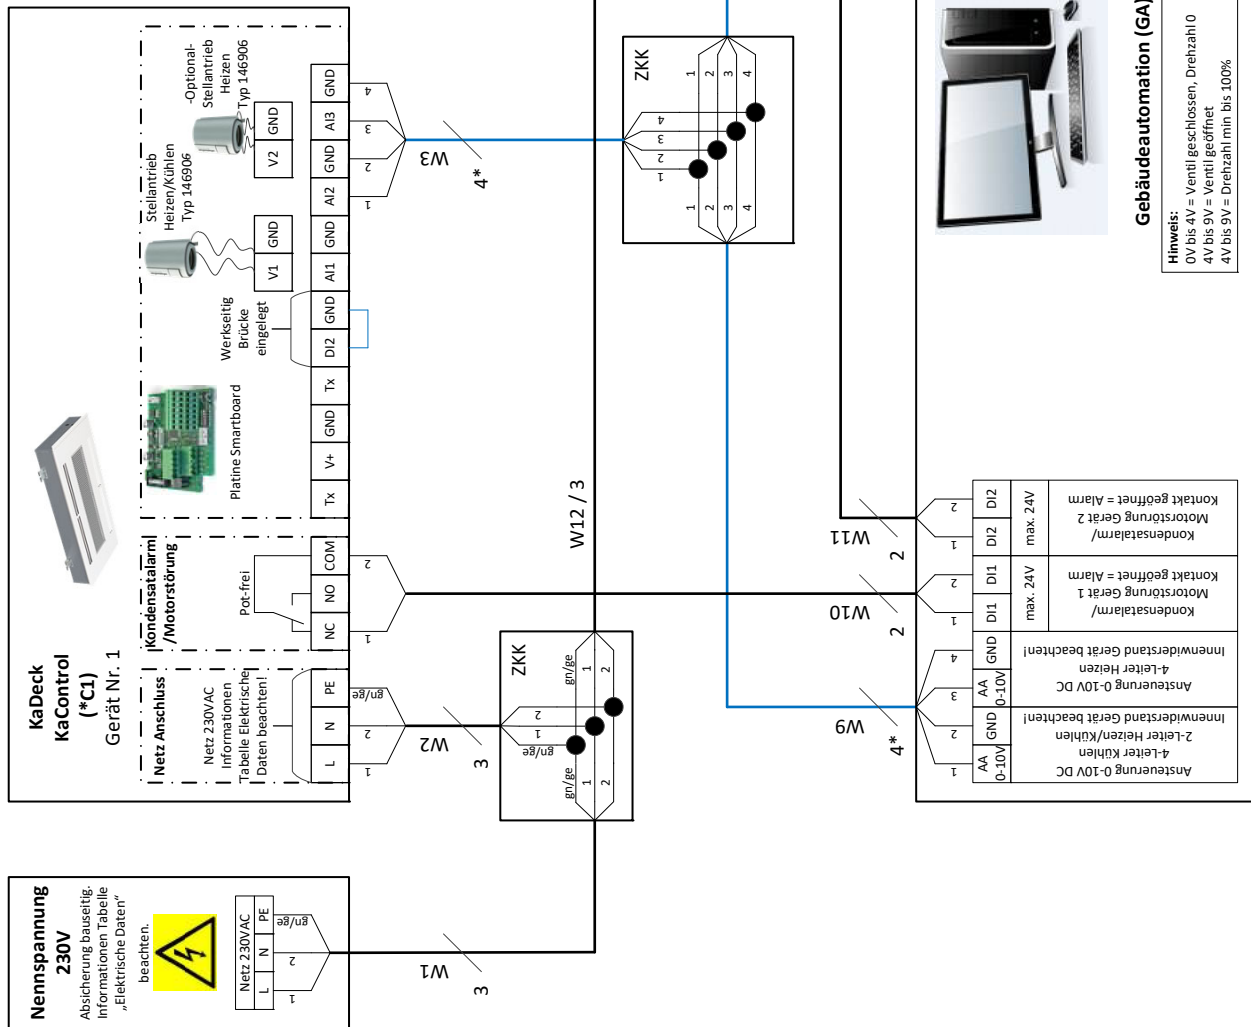 KaDeck
KaControl
(*C1)
Gerät Nr. 1
Stellantrieb
Heizen/Kühlen
Typ 146906
-Optional-
Stellantrieb
Heizen
Typ 146906
V1 GND
V2 GND
Werkseitig
Brücke
eingelegt
Platine Smartboard
Tx V+ GND Tx DI2 GND AI1 GND AI2 GND AI3 GND
1 2 3 4
Kondensatalarm
/Motorstörung
Pot-frei
NC NO COM
1 2
Netz Anschluss
Netz 230VAC
Informationen
Tabelle Elektrische
Daten beachten!
L N PE
1 2 gn/ge
W2
3
W3
4*
ZKK
1 2 3 4
1 2 3 4
1 2 3 4
W12 / 3
ZKK
gn/ge 1 2
gn/ge 1 2
gn/ge 1 2
Nennspannung
230V
Absicherung bauseitig.
Informationen Tabelle
„Elektrische Daten“
beachten.
Netz 230VAC
L N PE
1 2 gn/ge
W1
3
W9
4*
W10
2
W11
2
1 2 3 4
1 2
1 2
AA
0-10V
GND
AA
0-10V
GND
DI1 DI1 DI2 DI2
max. 24V
max. 24V
Ansteuerung 0-10V DC
4-Leiter Kühlen
2-Leiter Heizen/Kühlen
Innenwiderstand Gerät beachten!
Ansteuerung 0-10V DC
4-Leiter Heizen
Innenwiderstand Gerät beachten!
Kondensatalarm/
Motorstörung Gerät 1
Kontakt geöffnet = Alarm
Kondensatalarm/
Motorstörung Gerät 2
Kontakt geöffnet = Alarm
Gebäudeautomation (GA)
Hinweis:
0V bis 4V = Ventil geschlossen, Drehzahl 0
4V bis 9V = Ventil geöffnet
4V bis 9V = Drehzahl min bis 100%